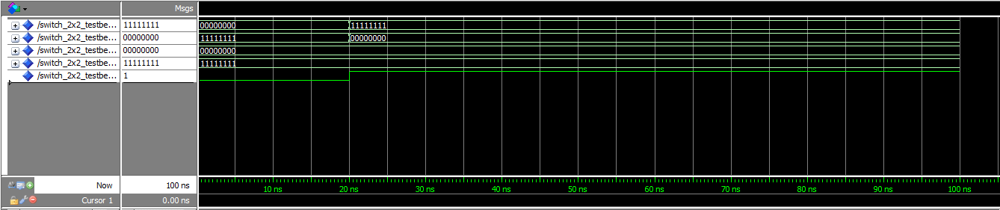 Msgs
/switch_2x2_testbe... 11111111 00000000 11111111
/switch_2x2_testbe... 00000000 11111111 00000000
/switch_2x2_testbe... 00000000 00000000
/switch_2x2_testbe... 11111111 11111111
/switch_2x2_testbe... 1
Now 100 ns 10 ns 20 ns 30 ns 40 ns 50 ns 60 ns 70 ns 80 ns 90 ns 100 ns
Cursor 1 0.00 ns